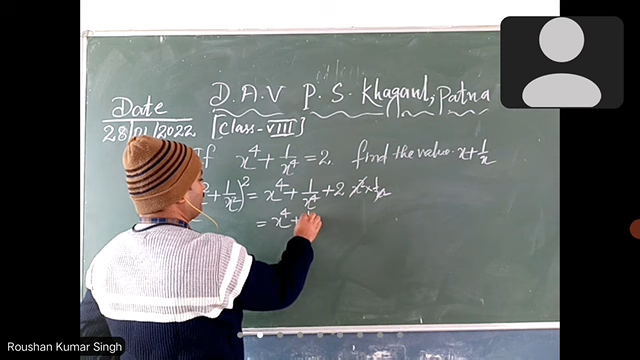 D.A.V P.S. Khagaul, Patna
Date
28/01/2022 [Class-VIII]
If x⁴ + 1/x⁴ = 2, find the value. x + 1/x
² + 1/x²)² = x⁴ + 1/x⁴ + 2 x² × 1/x²
= x⁴ +
Roushan Kumar Singh